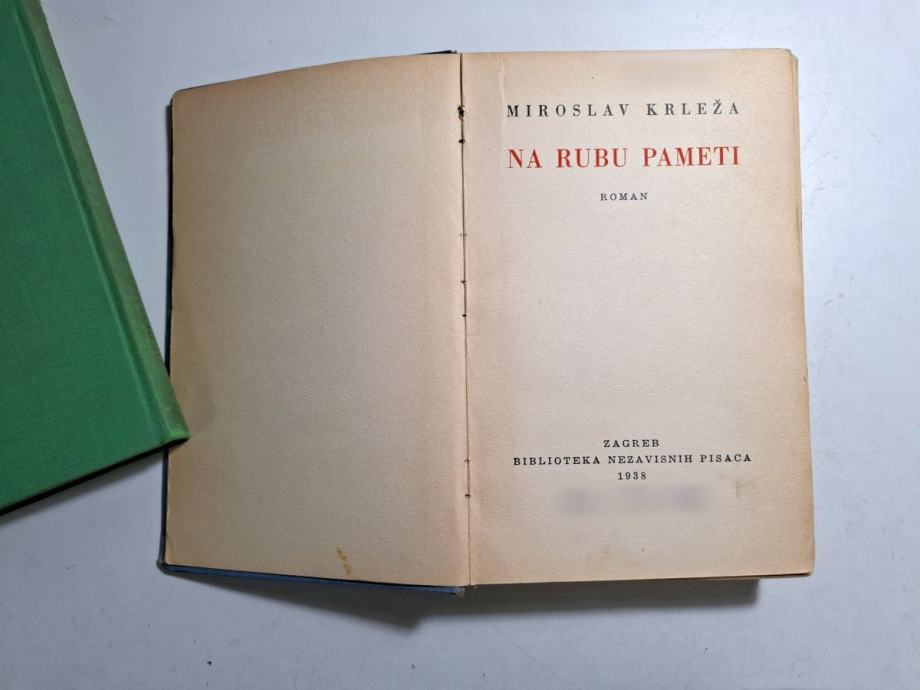 MIROSLAV KRLEŽA
NA RUBU PAMETI
ROMAN
ZAGREB
BIBLIOTEKA NEZAVISNIH PISACA
1938